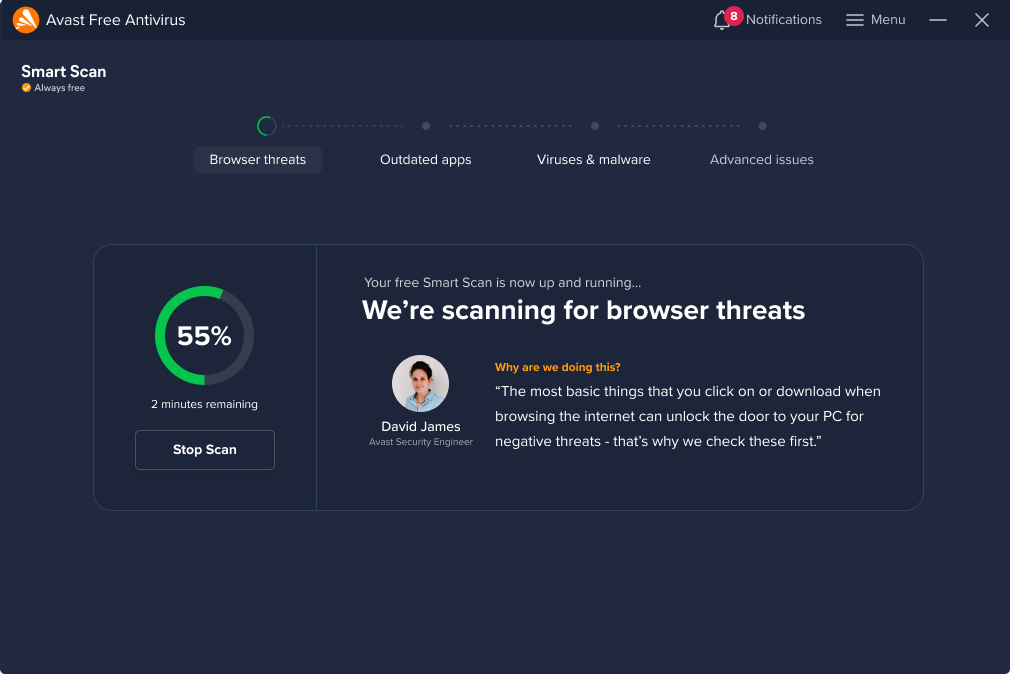 Avast Free Antivirus
8
Notifications
Menu
Smart Scan
Always free
Browser threats
Outdated apps
Viruses & malware
Advanced issues
55%
2 minutes remaining
Stop Scan
Your free Smart Scan is now up and running...
We’re scanning for browser threats
David James
Avast Security Engineer
Why are we doing this?
“The most basic things that you click on or download when
browsing the internet can unlock the door to your PC for
negative threats - that’s why we check these first.”